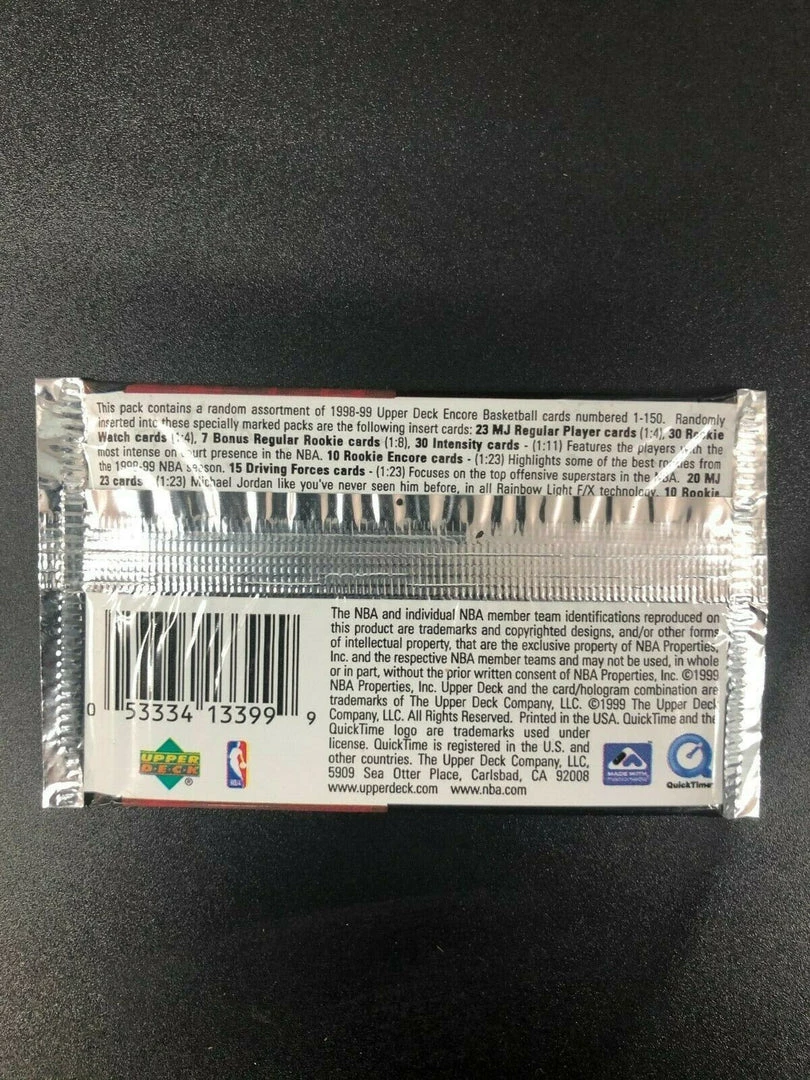 This pack contains a random assortment of 1998-99 Upper Deck Encore Basketball cards numbered 1-150. Randomly
inserted into these specially marked packs are the following insert cards: 23 MJ Regular Player cards (1:4), 30 Rookie
Watch cards (1:4), 7 Bonus Regular Rookie cards (1:8), 30 Intensity cards - (1:11) Features the players with the
most intense on court presence in the NBA. 10 Rookie Encore cards - (1:23) Highlights some of the best rookies from
the 1998-99 NBA season. 15 Driving Forces cards - (1:23) Focuses on the top offensive superstars in the NBA. 20 MJ
23 cards (1:23) Michael Jordan like you've never seen him before, in all Rainbow Light F/X technology. 10 Rookie
The NBA and individual NBA member team identifications reproduced on
this product are trademarks and copyrighted designs, and/or other forms
of intellectual property, that are the exclusive property of NBA Properties,
Inc. and the respective NBA member teams and may not be used, in whole
or in part, without the prior written consent of NBA Properties, Inc. ©1999
NBA Properties, Inc. Upper Deck and the card/hologram combination are
trademarks of The Upper Deck Company, LLC. ©1999 The Upper Deck
Company, LLC. All Rights Reserved. Printed in the USA. QuickTime and the
QuickTime logo are trademarks used under
license. QuickTime is registered in the U.S. and
other countries. The Upper Deck Company, LLC,
5909 Sea Otter Place, Carlsbad, CA 92008
www.upperdeck.com www.nba.com
0 53334 13399 9
UPPER
DECK ®
NBA
MADE WITH
MACROMEDIA
QuickTime